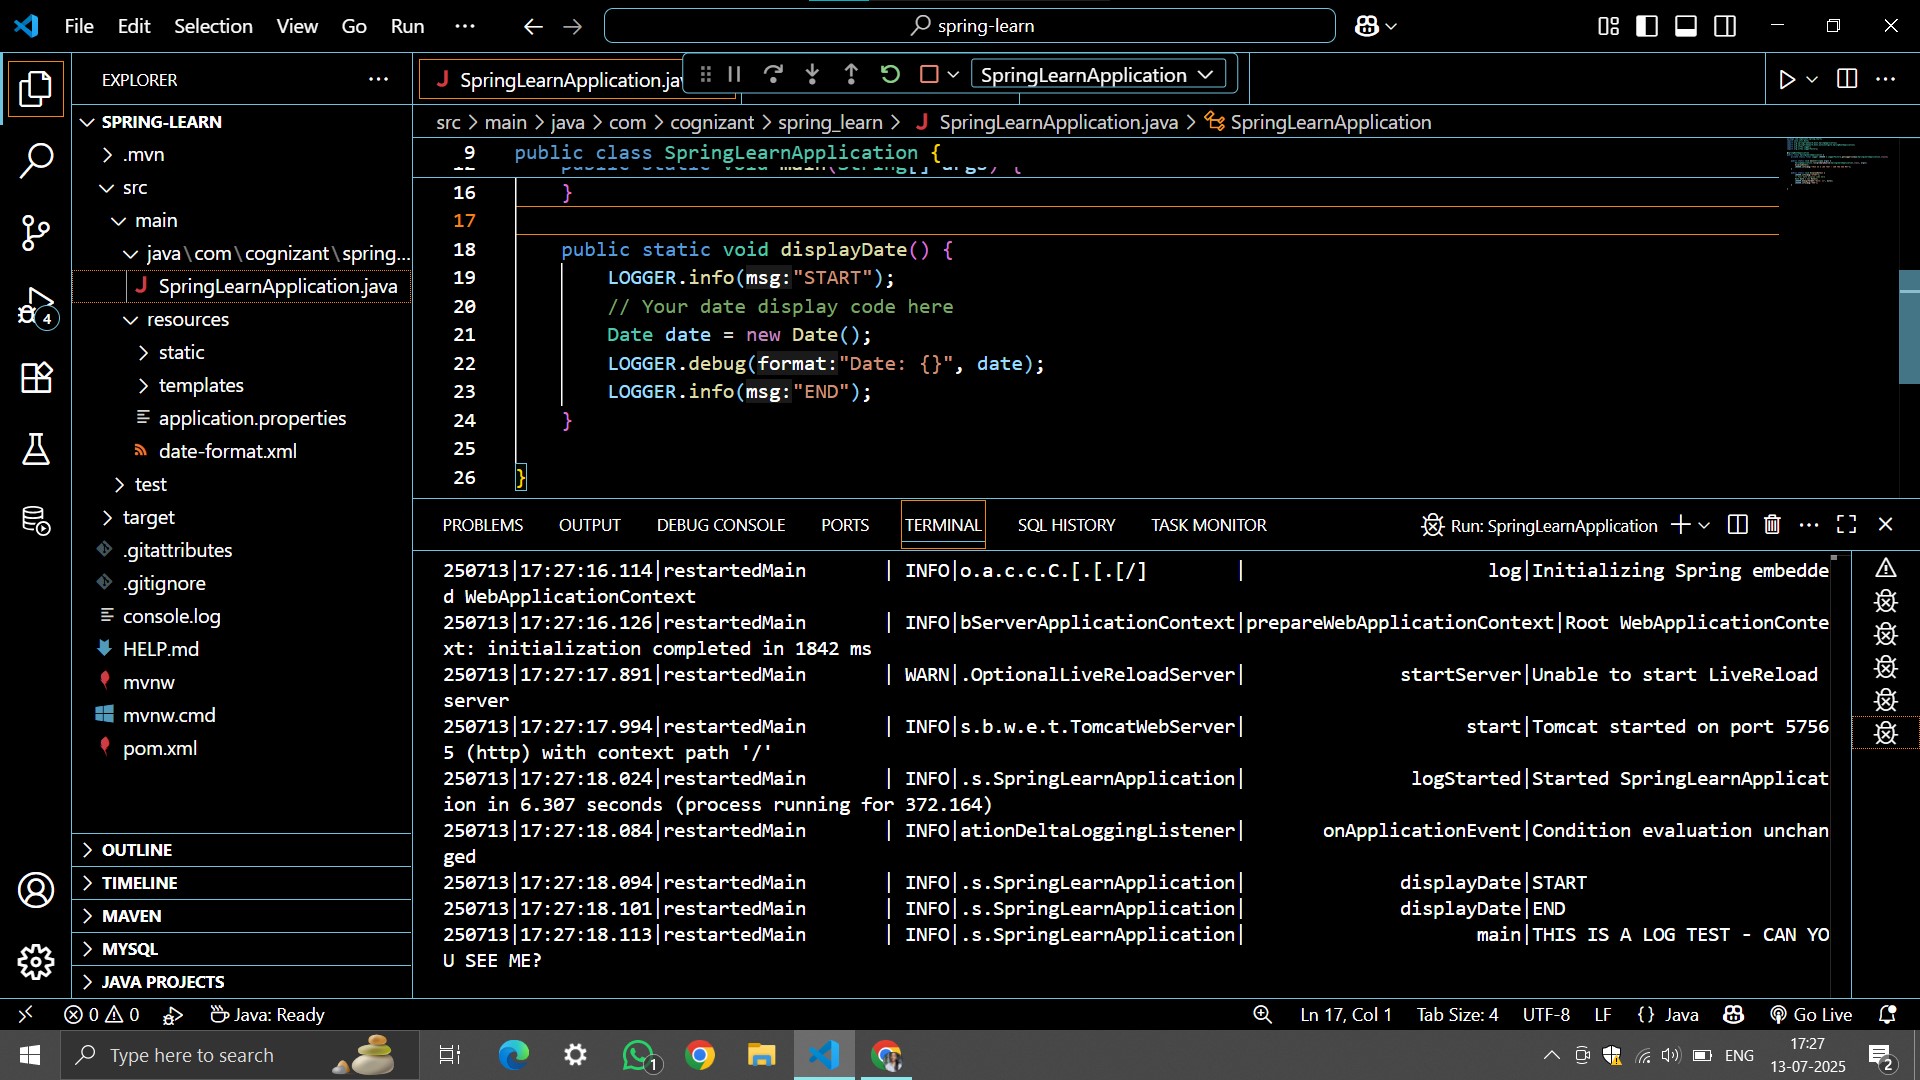 File Edit Selection View Go Run ··· spring-learn
EXPLORER
SpringLearnApplication.jav
SpringLearnApplication
SPRING-LEARN
.mvn
src
main
java\com\cognizant\spring...
SpringLearnApplication.java
resources
static
templates
application.properties
date-format.xml
test
target
.gitattributes
.gitignore
console.log
HELP.md
mvnw
mvnw.cmd
pom.xml
OUTLINE
TIMELINE
MAVEN
MYSQL
JAVA PROJECTS
4
src > main > java > com > cognizant > spring_learn > SpringLearnApplication.java > SpringLearnApplication
9 public class SpringLearnApplication {
12 public static void main(String[] args) {
16 }
17
18 public static void displayDate() {
19 LOGGER.info(msg:"START");
20 // Your date display code here
21 Date date = new Date();
22 LOGGER.debug(format:"Date: {}", date);
23 LOGGER.info(msg:"END");
24 }
25
26 }
PROBLEMS OUTPUT DEBUG CONSOLE PORTS TERMINAL SQL HISTORY TASK MONITOR Run: SpringLearnApplication
250713|17:27:16.114|restartedMain | INFO|o.a.c.c.C.[.[.[/] | log|Initializing Spring embedde
d WebApplicationContext
250713|17:27:16.126|restartedMain | INFO|bServerApplicationContext|prepareWebApplicationContext|Root WebApplicationConte
xt: initialization completed in 1842 ms
250713|17:27:17.891|restartedMain | WARN|.OptionalLiveReloadServer| startServer|Unable to start LiveReload
server
250713|17:27:17.994|restartedMain | INFO|s.b.w.e.t.TomcatWebServer| start|Tomcat started on port 5756
5 (http) with context path '/'
250713|17:27:18.024|restartedMain | INFO|.s.SpringLearnApplication| logStarted|Started SpringLearnApplicat
ion in 6.307 seconds (process running for 372.164)
250713|17:27:18.084|restartedMain | INFO|ationDeltaLoggingListener| onApplicationEvent|Condition evaluation unchan
ged
250713|17:27:18.094|restartedMain | INFO|.s.SpringLearnApplication| displayDate|START
250713|17:27:18.101|restartedMain | INFO|.s.SpringLearnApplication| displayDate|END
250713|17:27:18.113|restartedMain | INFO|.s.SpringLearnApplication| main|THIS IS A LOG TEST - CAN YO
U SEE ME?
0 0 Java: Ready Ln 17, Col 1 Tab Size: 4 UTF-8 LF {} Java Go Live
Type here to search 1 ENG 17:27
13-07-2025 2